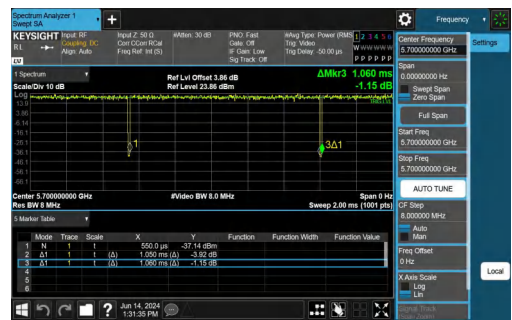 Spectrum Analyzer 1
Swept SA
+
Frequency
KEYSIGHT
RL
Input: RF
Coupling: DC
Align: Auto
Input Z: 50 Ω
Corr CCorr RCal
Freq Ref: Int (S)
#Atten: 30 dB
PNO: Fast
Gate: Off
IF Gain: Low
Sig Track: Off
#Avg Type: Power (RMS
Trig: Video
Trig Delay: -50.00 μs
1 2 3 4 5 6
W W W W W W
P P P P P P
LV
1 Spectrum
Scale/Div 10 dB
Log
Ref Lvl Offset 3.86 dB
Ref Level 23.86 dBm
ΔMkr3 1.060 ms
-1.15 dB
13.9
3.86
-6.14
-16.1
-26.1
-36.1
-46.1
-56.1
-66.1
1
3Δ1
Center 5.700000000 GHz
Res BW 8 MHz
#Video BW 8.0 MHz
Span 0 Hz
Sweep 2.00 ms (1001 pts)
5 Marker Table
Mode Trace Scale X Y Function Function Width Function Value
1 N 1 t 550.0 μs -37.14 dBm
2 Δ1 1 t (Δ) 1.050 ms (Δ) -3.92 dB
3 Δ1 1 t (Δ) 1.060 ms (Δ) -1.15 dB
4
5
6
Jun 14, 2024
1:31:35 PM
Center Frequency
5.700000000 GHz
Span
0.00000000 Hz
Swept Span
Zero Span
Full Span
Start Freq
5.700000000 GHz
Stop Freq
5.700000000 GHz
AUTO TUNE
CF Step
8.000000 MHz
Auto
Man
Freq Offset
0 Hz
X Axis Scale
Log
Lin
Signal Track
Settings
Local